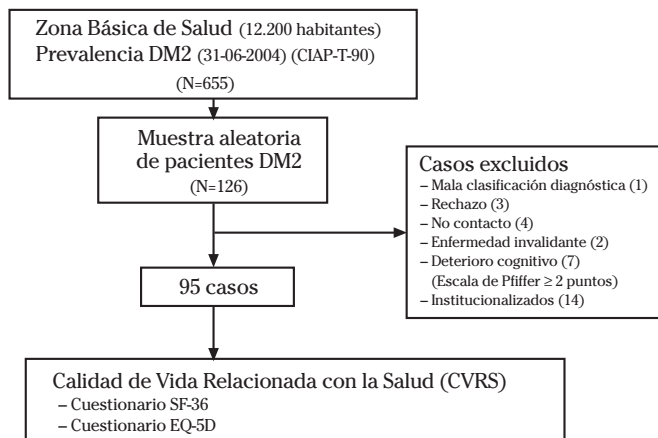 Zona Básica de Salud (12.200 habitantes)
Prevalencia DM2 (31-06-2004) (CIAP-T-90)
(N=655)
Muestra aleatoria
de pacientes DM2
(N=126)
Casos excluidos
– Mala clasificación diagnóstica (1)
– Rechazo (3)
– No contacto (4)
– Enfermedad invalidante (2)
– Deterioro cognitivo (7)
(Escala de Pfiffer ≥ 2 puntos)
– Institucionalizados (14)
95 casos
Calidad de Vida Relacionada con la Salud (CVRS)
– Cuestionario SF-36
– Cuestionario EQ-5D